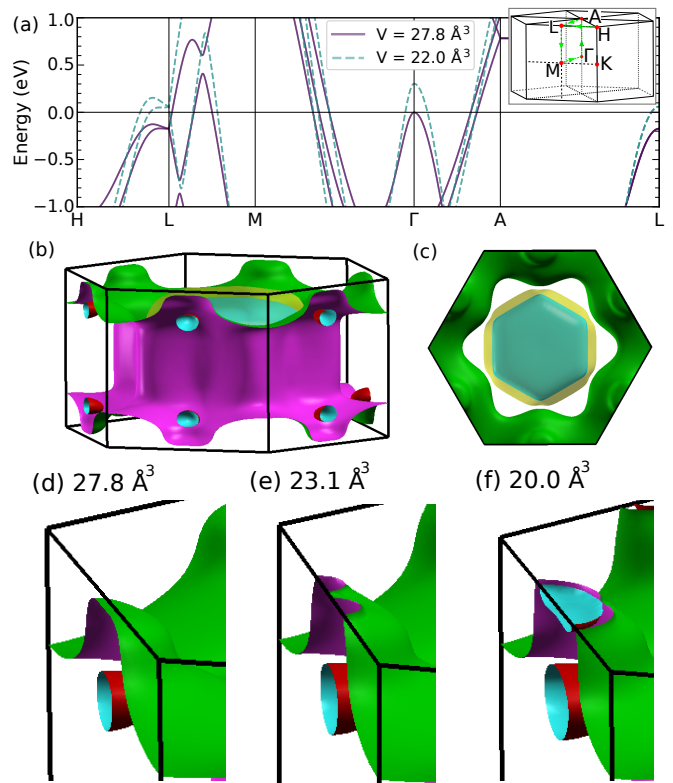 (a)
V = 27.8 Å³
V = 22.0 Å³
Energy (eV)
1.0
0.5
0.0
−0.5
−1.0
H L M Γ A L
A
L
H
Γ
M
K
(b)
(c)
(d) 27.8 Å³
(e) 23.1 Å³
(f) 20.0 Å³